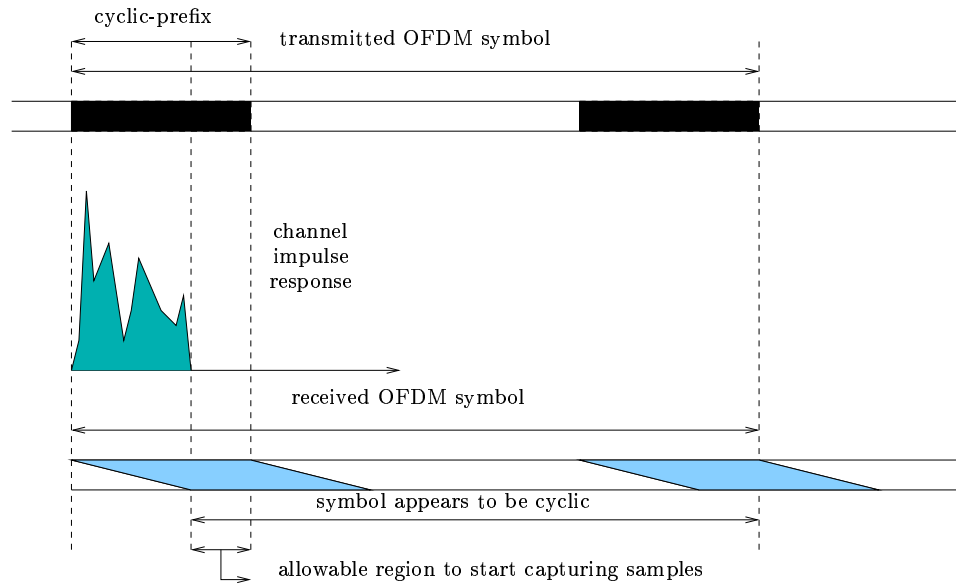 cyclic-prefix
transmitted OFDM symbol
channel
impulse
response
received OFDM symbol
symbol appears to be cyclic
allowable region to start capturing samples